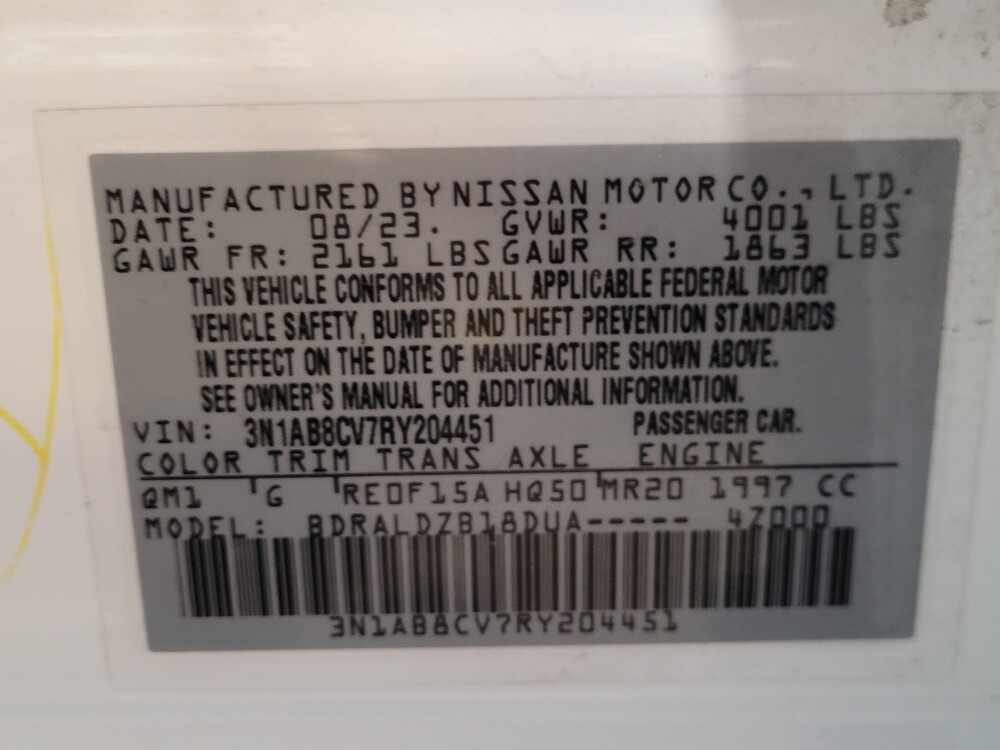 MANUFACTURED BY NISSAN MOTOR CO., LTD.
DATE: 08/23. GVWR: 4001 LBS
GAWR FR: 2161 LBS GAWR RR: 1863 LBS
THIS VEHICLE CONFORMS TO ALL APPLICABLE FEDERAL MOTOR
VEHICLE SAFETY, BUMPER AND THEFT PREVENTION STANDARDS
IN EFFECT ON THE DATE OF MANUFACTURE SHOWN ABOVE.
SEE OWNER'S MANUAL FOR ADDITIONAL INFORMATION.
VIN: 3N1AB8CV7RY204451 PASSENGER CAR.
COLOR TRIM TRANS AXLE ENGINE
QM1 G RE0F15A HQ50 MR20 1997 CC
MODEL: BDRALDZB18DUA----- 4Z000
3N1AB8CV7RY204451